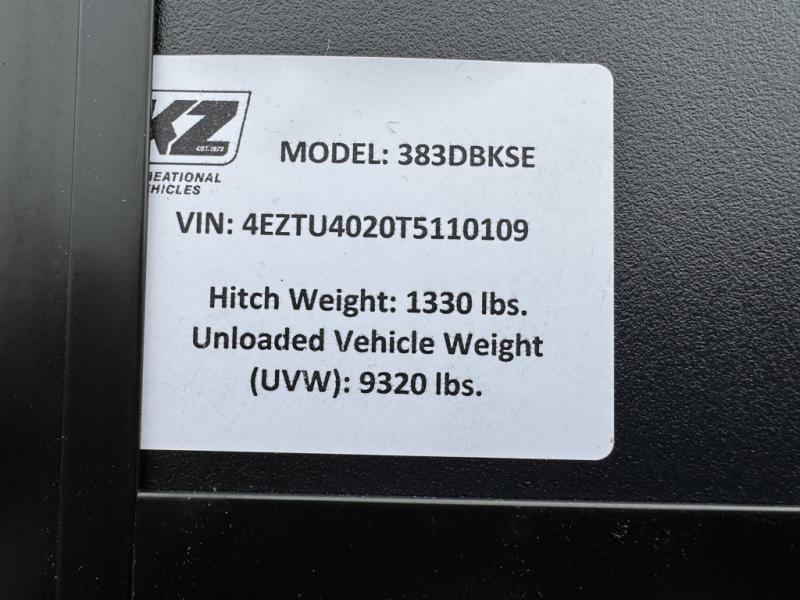 KZ
EST. 1972
REATIONAL
EHICLES
MODEL: 383DBKSE
VIN: 4EZTU4020T5110109
Hitch Weight: 1330 lbs.
Unloaded Vehicle Weight
(UVW): 9320 lbs.